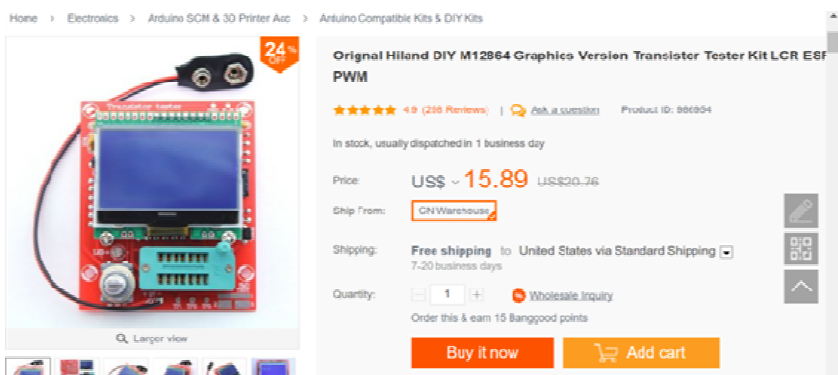 Home > Electronics > Arduino SCM & 3D Printer Acc > Arduino Compatible Kits & DIY Kits
24%
OFF
Orignal Hiland DIY M12864 Graphics Version Transistor Tester Kit LCR ESR
PWM
4.9 (286 Reviews) | Ask a question Product ID:
In stock, usually dispatched in 1 business day
Price: US$ 15.89 US$20.76
Ship From: CN Warehouse
Shipping: Free shipping to United States via Standard Shipping
7-20 business days
Quantity: - 1 + Wholesale Inquiry
Order this & earn 15 Banggood points
Buy it now Add cart
Transistor tester
Larger view